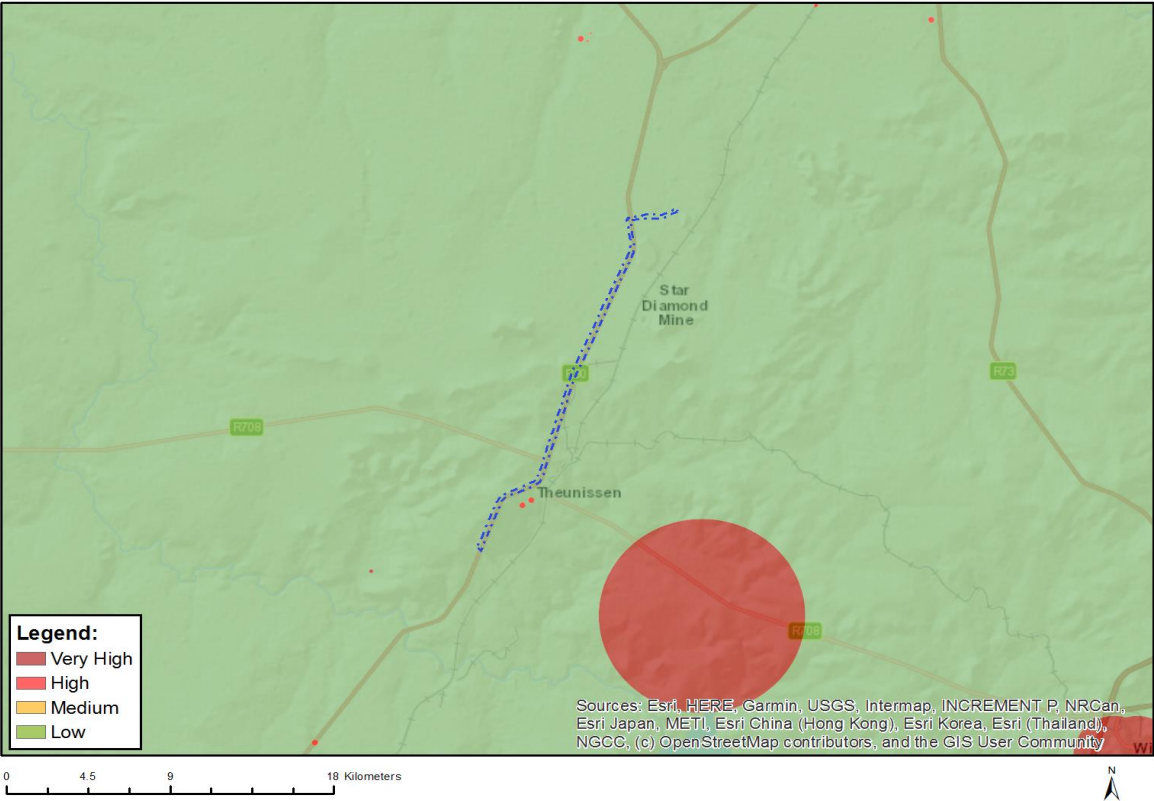 Star
Diamond
Mine
R73
R708
Theunissen
R708
Legend:
Very High
High
Medium
Low
Sources: Esri, HERE, Garmin, USGS, Intermap, INCREMENT P, NRCan,
Esri Japan, METI, Esri China (Hong Kong), Esri Korea, Esri (Thailand),
NGCC, (c) OpenStreetMap contributors, and the GIS User Community
Wi
0 4.5 9 18 Kilometers
N